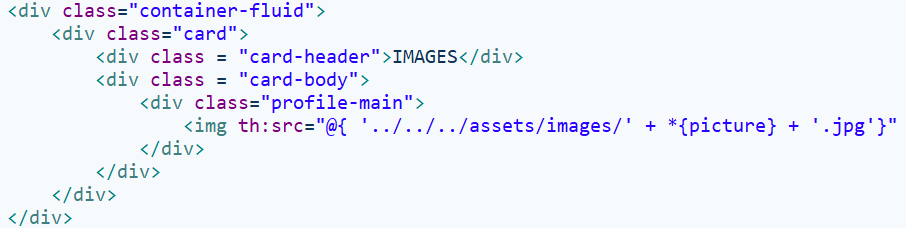 <div class="container-fluid">
    <div class="card">
        <div class = "card-header">IMAGES</div>
        <div class = "card-body">
            <div class="profile-main">
                <img th:src="@{ '../../../assets/images/' + *{picture} + '.jpg'}"
            </div>
        </div>
    </div>
</div>